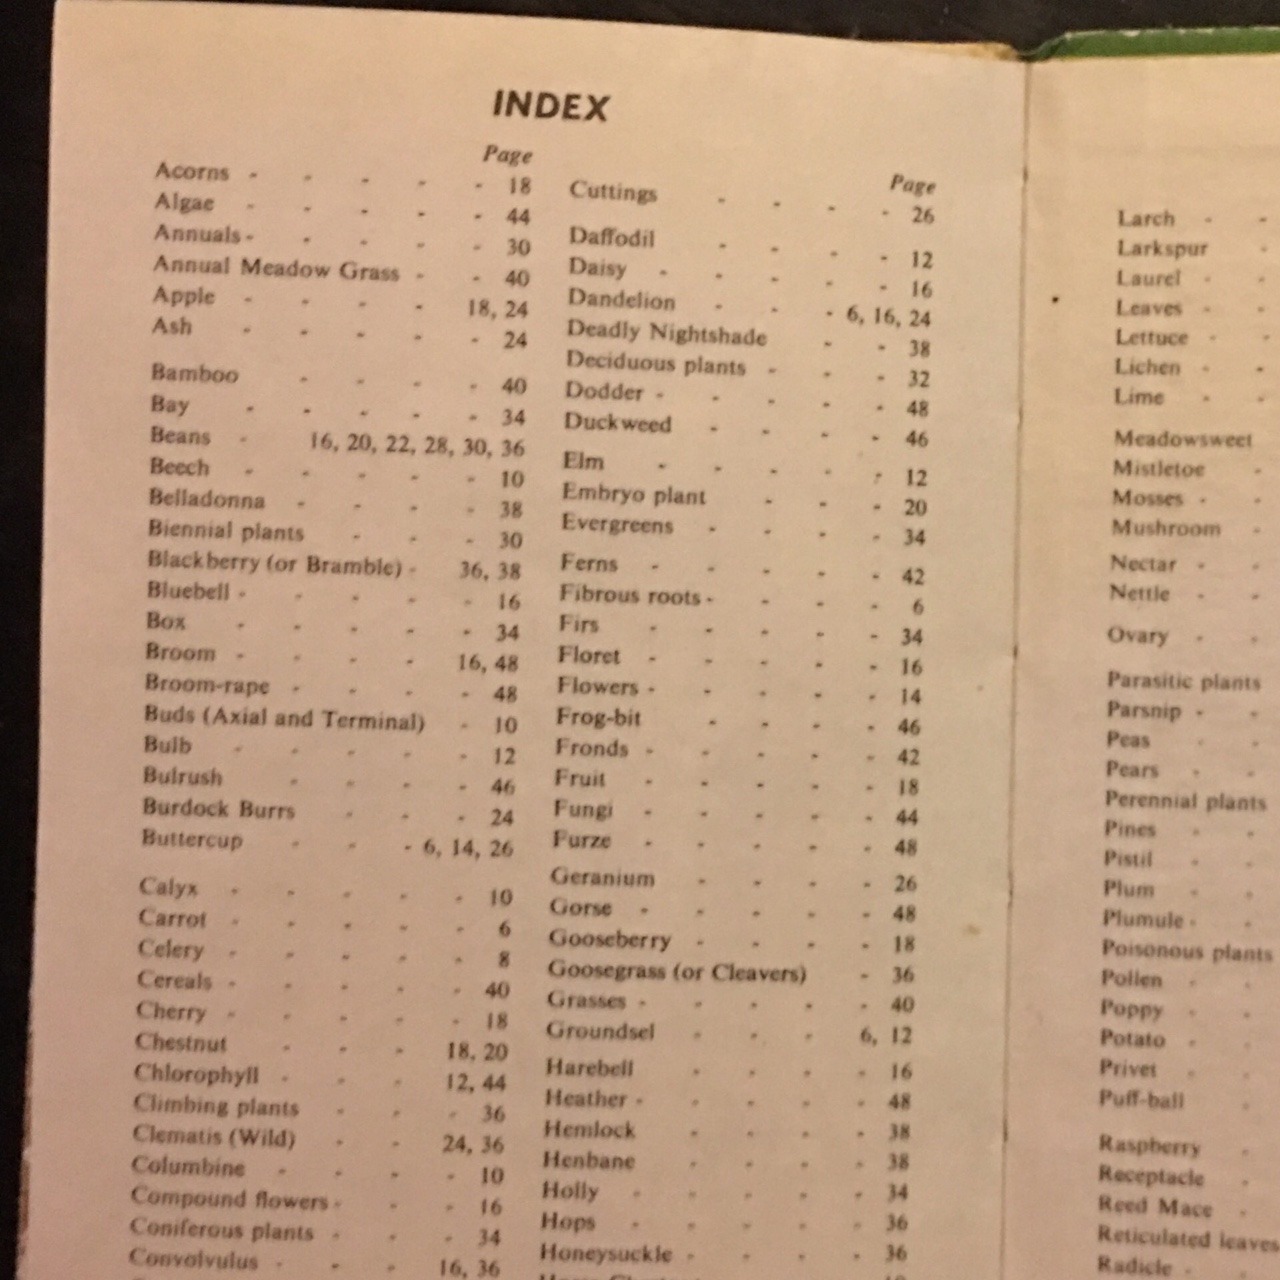 INDEX
Page
Acorns - - - - - 18
Algae - - - - - 44
Annuals - - - - - 30
Annual Meadow Grass - - 40
Apple - - - - 18, 24
Ash - - - - - 24
Bamboo - - - - 40
Bay - - - - - 34
Beans - 16, 20, 22, 28, 30, 36
Beech - - - - - 10
Belladonna - - - - 38
Biennial plants - - - 30
Blackberry (or Bramble) - 36, 38
Bluebell - - - - - 16
Box - - - - - 34
Broom - - - - 16, 48
Broom-rape - - - - 48
Buds (Axial and Terminal) - 10
Bulb - - - - - 12
Bulrush - - - - 46
Burdock Burrs - - - 24
Buttercup - - - 6, 14, 26
Calyx - - - - - 10
Carrot - - - - - 6
Celery - - - - - 8
Cereals - - - - - 40
Cherry - - - - - 18
Chestnut - - - 18, 20
Chlorophyll - - - 12, 44
Climbing plants - - - 36
Clematis (Wild) - - 24, 36
Columbine - - - - 10
Compound flowers - - - 16
Coniferous plants - - - 34
Convolvulus - - - 16, 36
Page
Cuttings - - - - 26
Daffodil - - - - 12
Daisy - - - - - 16
Dandelion - - - 6, 16, 24
Deadly Nightshade - - 38
Deciduous plants - - - 32
Dodder - - - - - 48
Duckweed - - - - 46
Elm - - - - - 12
Embryo plant - - - 20
Evergreens - - - - 34
Ferns - - - - - 42
Fibrous roots - - - - 6
Firs - - - - - 34
Floret - - - - - 16
Flowers - - - - - 14
Frog-bit - - - - 46
Fronds - - - - - 42
Fruit - - - - - 18
Fungi - - - - - 44
Furze - - - - - 48
Geranium - - - - 26
Gorse - - - - - 48
Gooseberry - - - - 18
Goosegrass (or Cleavers) - 36
Grasses - - - - - 40
Groundsel - - - 6, 12
Harebell - - - - 16
Heather - - - - - 48
Hemlock - - - - 38
Henbane - - - - 38
Holly - - - - - 34
Hops - - - - - 36
Honeysuckle - - - - 36
Larch - -
Larkspur -
Laurel - -
Leaves - -
Lettuce - -
Lichen - -
Lime - -
Meadowsweet
Mistletoe -
Mosses - -
Mushroom -
Nectar - -
Nettle - -
Ovary - -
Parasitic plants
Parsnip - -
Peas - -
Pears - -
Perennial plants
Pines - -
Pistil - -
Plum - -
Plumule - -
Poisonous plants
Pollen - -
Poppy - -
Potato - -
Privet - -
Puff-ball -
Raspberry -
Receptacle -
Reed Mace -
Reticulated leaves
Radicle - -